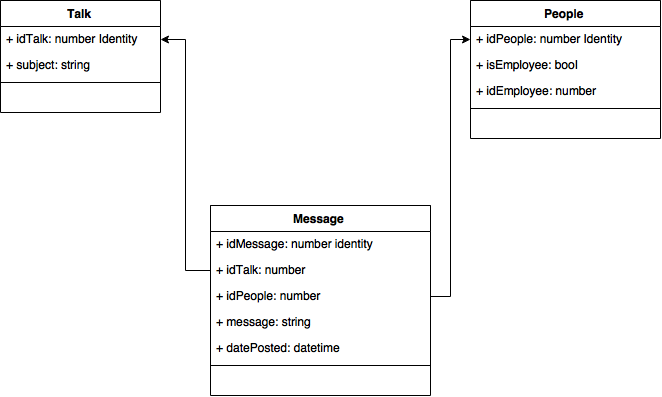 Talk
+ idTalk: number Identity
+ subject: string
People
+ idPeople: number Identity
+ isEmployee: bool
+ idEmployee: number
Message
+ idMessage: number identity
+ idTalk: number
+ idPeople: number
+ message: string
+ datePosted: datetime